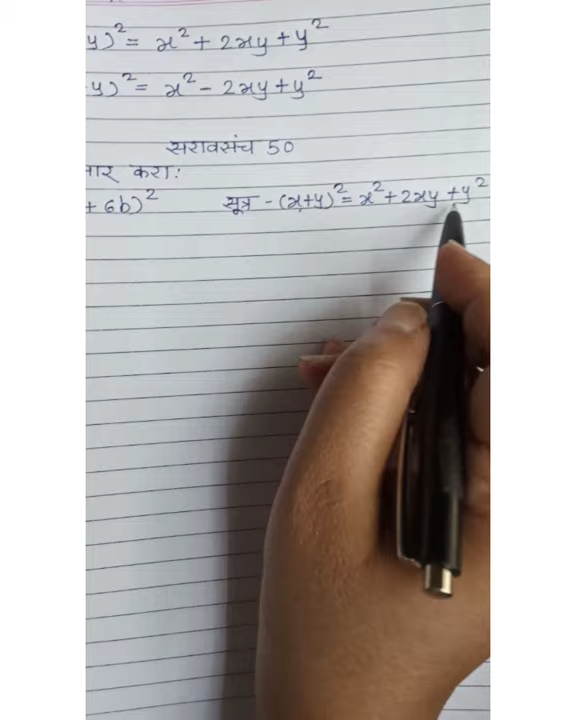 y)² = x² + 2xy + y²
y)² = x² - 2xy + y²
सरावसंच 50
तार करा:
+ 6b)² सूत्र - (x+y)² = x² + 2xy + y²